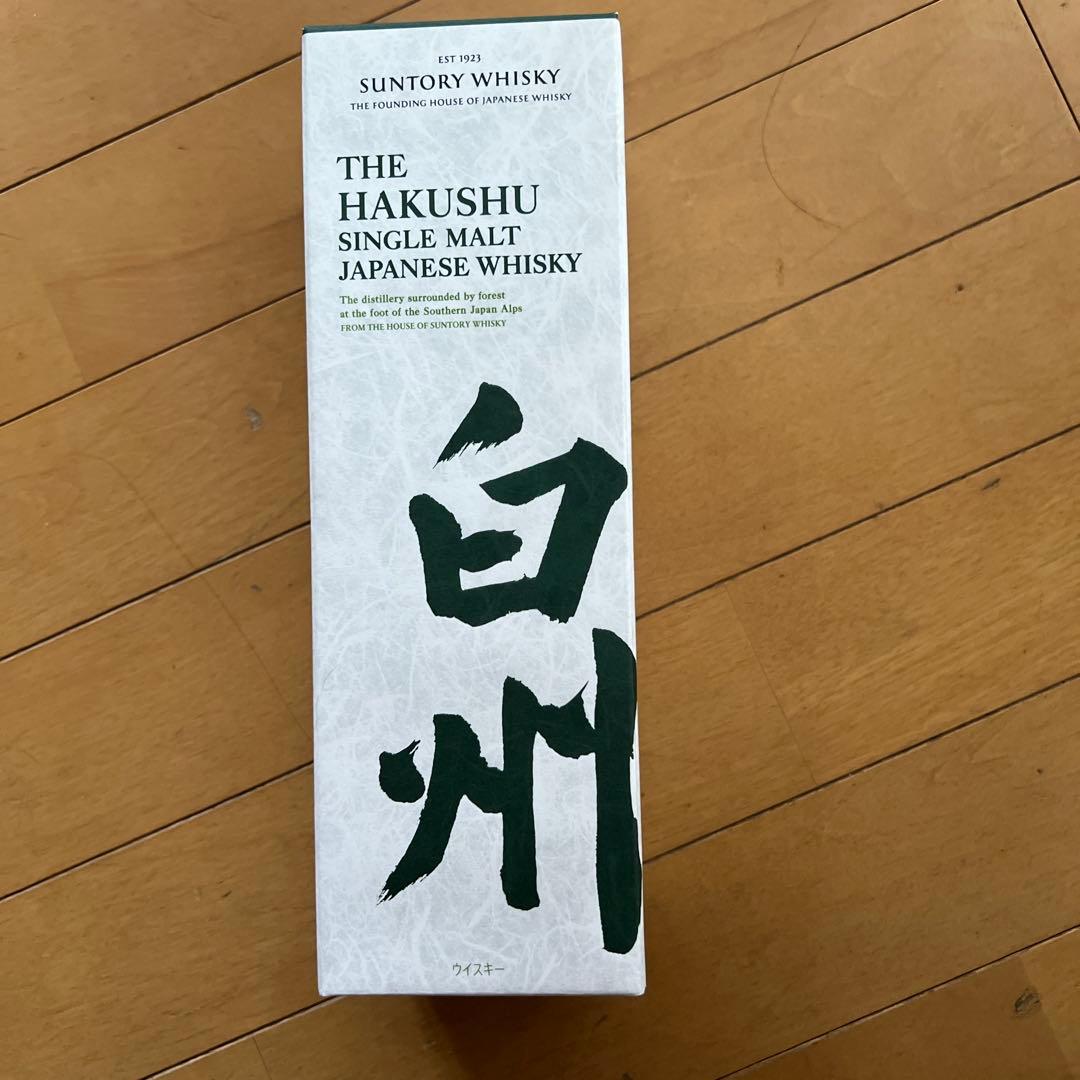 EST 1923
SUNTORY WHISKY
THE FOUNDING HOUSE OF JAPANESE WHISKY
THE
HAKUSHU
SINGLE MALT
JAPANESE WHISKY
The distillery surrounded by forest
at the foot of the Southern Japan Alps
FROM THE HOUSE OF SUNTORY WHISKY
白
州
ウイスキー